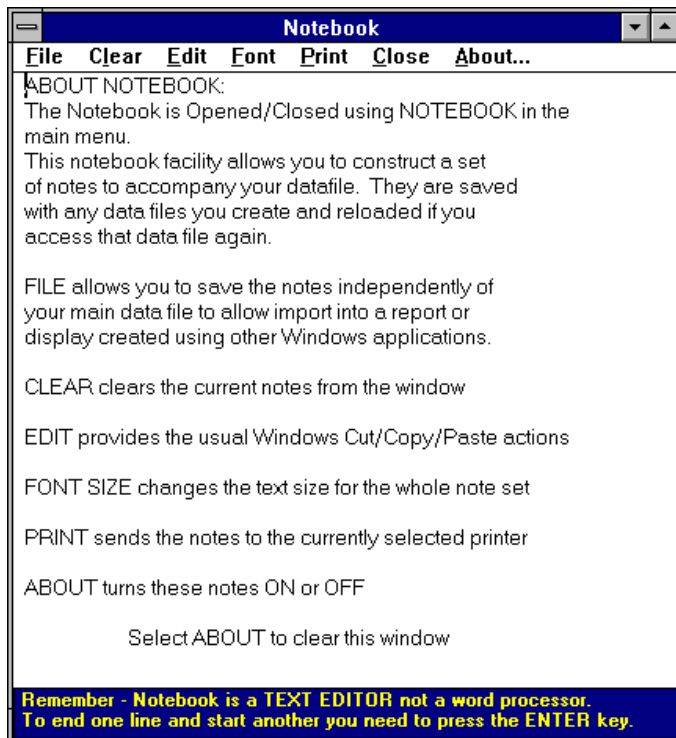 Notebook
File Clear Edit Font Print Close About...
ABOUT NOTEBOOK:
The Notebook is Opened/Closed using NOTEBOOK in the
main menu.
This notebook facility allows you to construct a set
of notes to accompany your datafile. They are saved
with any data files you create and reloaded if you
access that data file again.
FILE allows you to save the notes independently of
your main data file to allow import into a report or
display created using other Windows applications.
CLEAR clears the current notes from the window
EDIT provides the usual Windows Cut/Copy/Paste actions
FONT SIZE changes the text size for the whole note set
PRINT sends the notes to the currently selected printer
ABOUT turns these notes ON or OFF
Select ABOUT to clear this window
Remember - Notebook is a TEXT EDITOR not a word processor.
To end one line and start another you need to press the ENTER key.